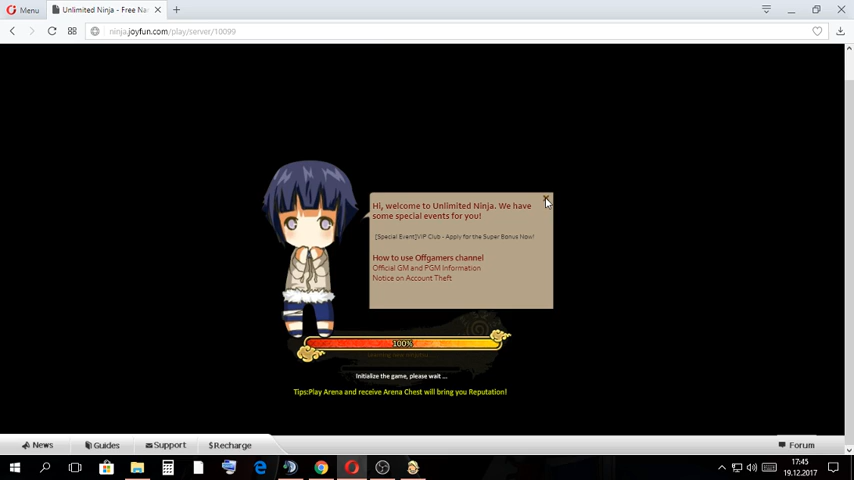 Menu
Unlimited Ninja - Free Na
ninja.joyfun.com/play/server/10099
Hi, welcome to Unlimited Ninja. We have
some special events for you!
[Special Event]VIP Club - Apply for the Super Bonus Now!
How to use Offgamers channel
Official GM and PGM Information
Notice on Account Theft
100%
Initialize the game, please wait ...
Tips:Play Arena and receive Arena Chest will bring you Reputation!
News
Guides
Support
$Recharge
Forum
17:45
19.12.2017